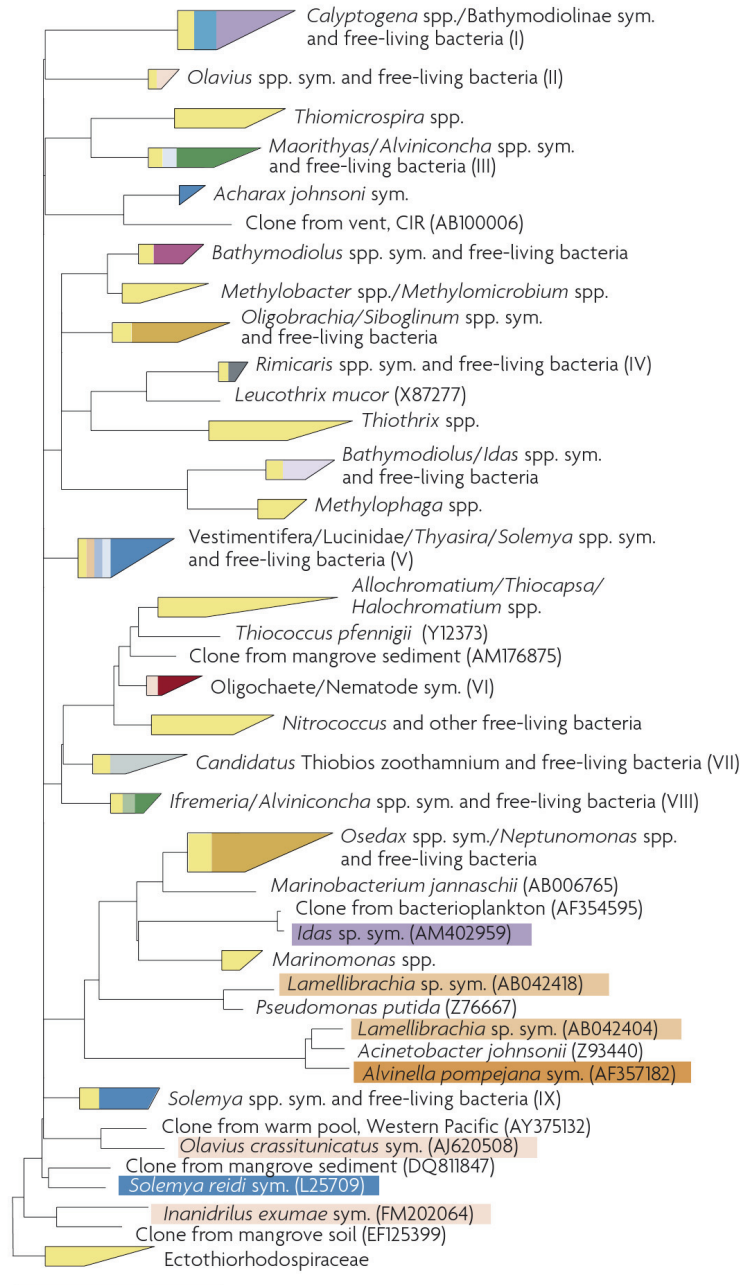 Calyptogena spp./Bathymodiolinae sym.
and free-living bacteria (I)
Olavius spp. sym. and free-living bacteria (II)
Thiomicrospira spp.
Maorithyas/Alviniconcha spp. sym.
and free-living bacteria (III)
Acharax johnsoni sym.
Clone from vent, CIR (AB100006)
Bathymodiolus spp. sym. and free-living bacteria
Methylobacter spp./Methylomicrobium spp.
Oligobrachia/Siboglinum spp. sym.
and free-living bacteria
Rimicaris spp. sym. and free-living bacteria (IV)
Leucothrix mucor (X87277)
Thiothrix spp.
Bathymodiolus/Idas spp. sym.
and free-living bacteria
Methylophaga spp.
Vestimentifera/Lucinidae/Thyasira/Solemya spp. sym.
and free-living bacteria (V)
Allochromatium/Thiocapsa/
Halochromatium spp.
Thiococcus pfennigii (Y12373)
Clone from mangrove sediment (AM176875)
Oligochaete/Nematode sym. (VI)
Nitrococcus and other free-living bacteria
Candidatus Thiobios zoothamnium and free-living bacteria (VII)
Ifremeria/Alviniconcha spp. sym. and free-living bacteria (VIII)
Osedax spp. sym./Neptunomonas spp.
and free-living bacteria
Marinobacterium jannaschii (AB006765)
Clone from bacterioplankton (AF354595)
Idas sp. sym. (AM402959)
Marinomonas spp.
Lamellibrachia sp. sym. (AB042418)
Pseudomonas putida (Z76667)
Lamellibrachia sp. sym. (AB042404)
Acinetobacter johnsonii (Z93440)
Alvinella pompejana sym. (AF357182)
Solemya spp. sym. and free-living bacteria (IX)
Clone from warm pool, Western Pacific (AY375132)
Olavius crassitunicatus sym. (AJ620508)
Clone from mangrove sediment (DQ811847)
Solemya reidi sym. (L25709)
Inanidrilus exumae sym. (FM202064)
Clone from mangrove soil (EF125399)
Ectothiorhodospiraceae